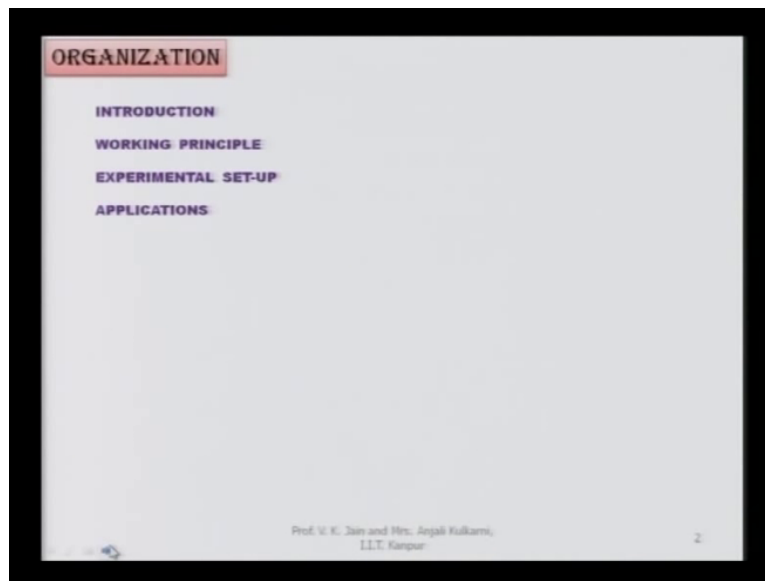 ORGANIZATION
INTRODUCTION
WORKING PRINCIPLE
EXPERIMENTAL SET-UP
APPLICATIONS
Prof. V. K. Jain and Mrs. Anjali Kulkarni,
I.I.T. Kanpur
2